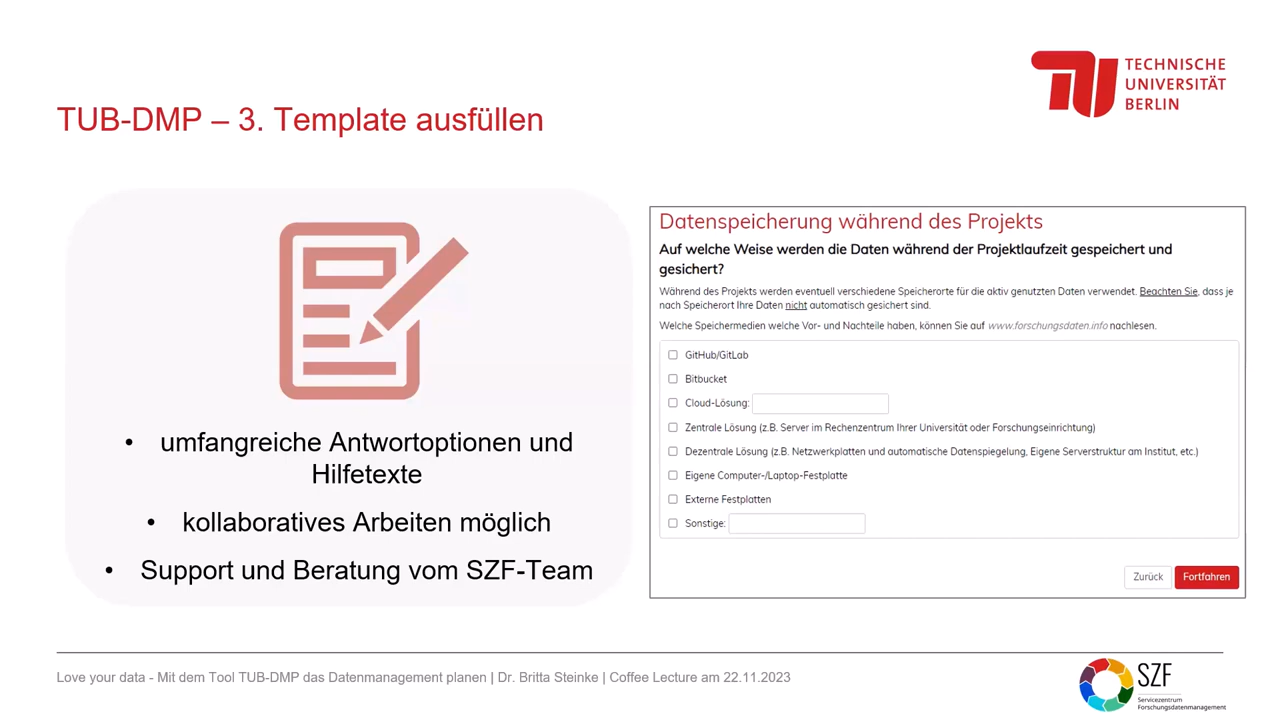 TECHNISCHE
UNIVERSITÄT
BERLIN
TUB-DMP – 3. Template ausfüllen
• umfangreiche Antwortoptionen und
Hilfetexte
• kollaboratives Arbeiten möglich
• Support und Beratung vom SZF-Team
Datenspeicherung während des Projekts
Auf welche Weise werden die Daten während der Projektlaufzeit gespeichert und
gesichert?
Während des Projekts werden eventuell verschiedene Speicherorte für die aktiv genutzten Daten verwendet. Beachten Sie, dass je
nach Speicherort Ihre Daten nicht automatisch gesichert sind.
Welche Speichermedien welche Vor- und Nachteile haben, können Sie auf www.forschungsdaten.info nachlesen.
GitHub/GitLab
Bitbucket
Cloud-Lösung:
Zentrale Lösung (z.B. Server im Rechenzentrum Ihrer Universität oder Forschungseinrichtung)
Dezentrale Lösung (z.B. Netzwerkplatten und automatische Datenspiegelung, Eigene Serverstruktur am Institut, etc.)
Eigene Computer-/Laptop-Festplatte
Externe Festplatten
Sonstige:
Zurück Fortfahren
Love your data - Mit dem Tool TUB-DMP das Datenmanagement planen | Dr. Britta Steinke | Coffee Lecture am 22.11.2023
SZF
Servicezentrum
Forschungsdatenmanagement